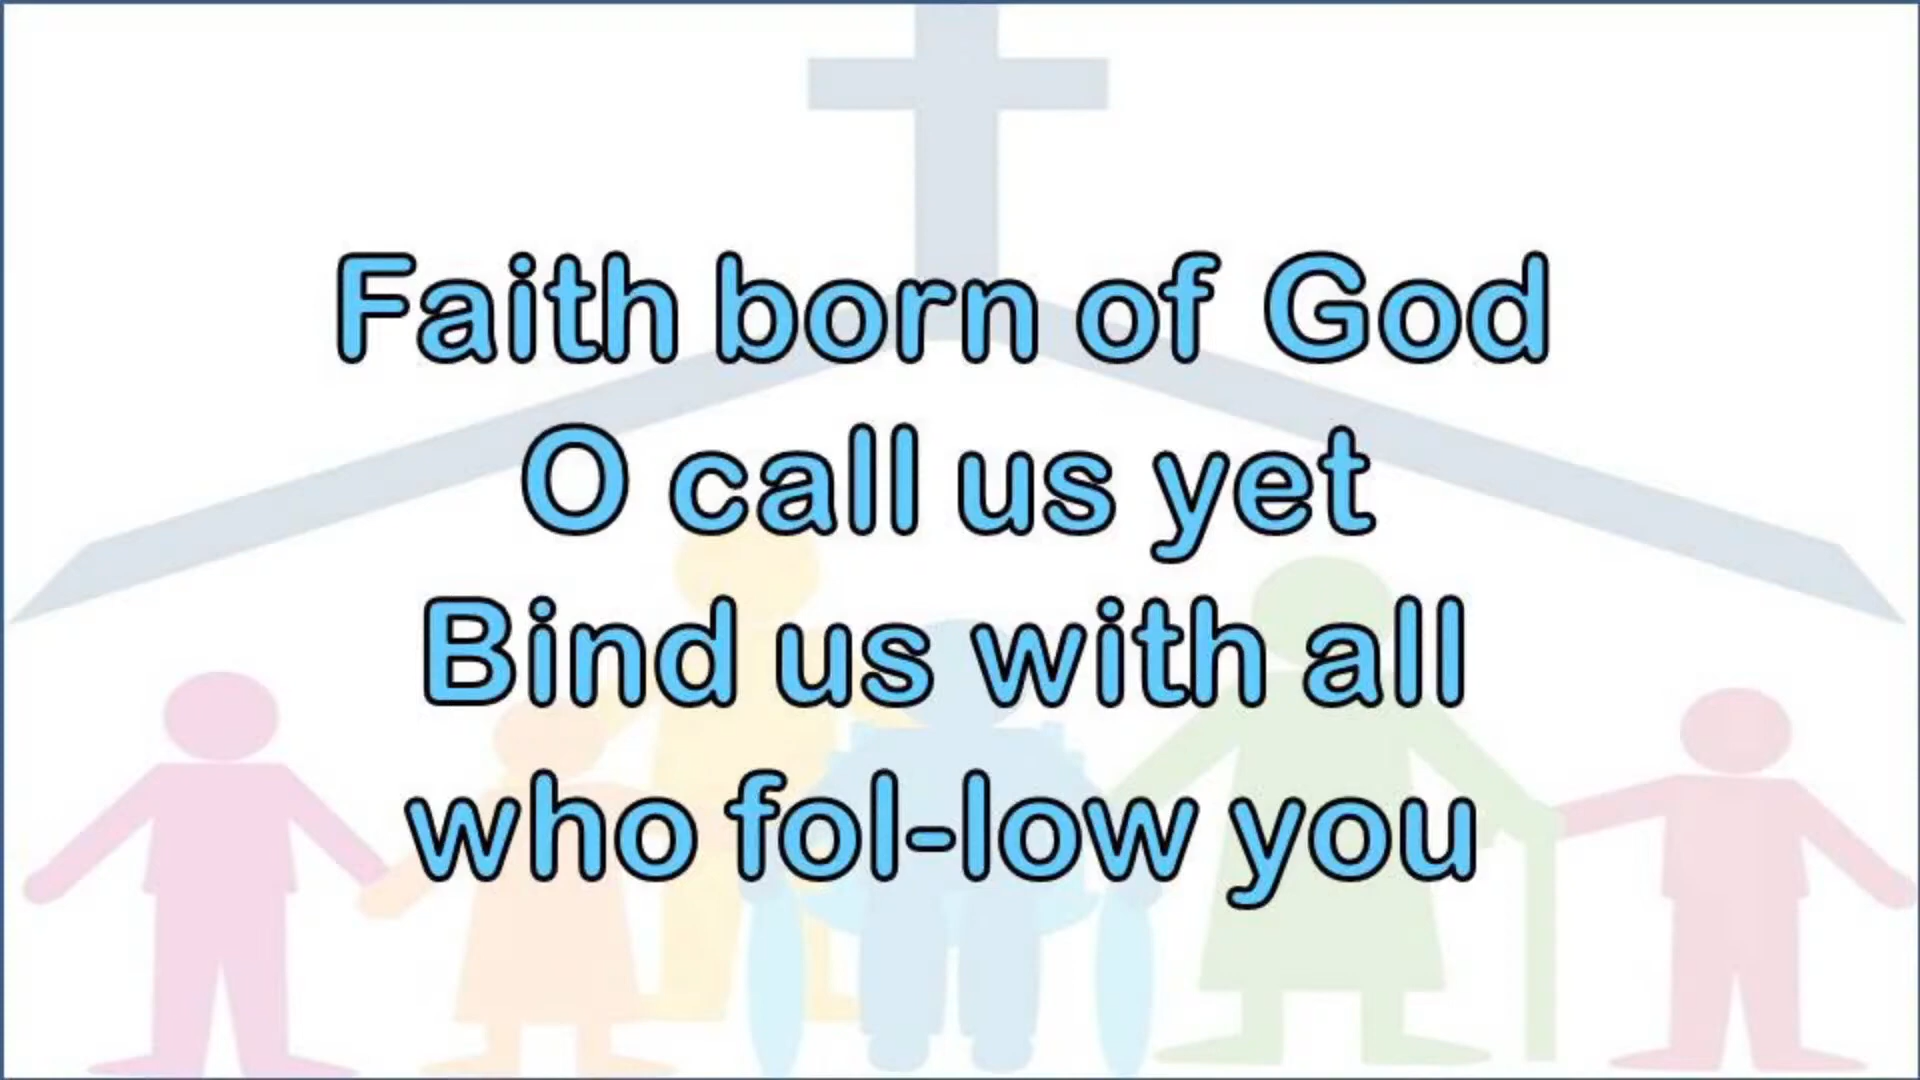 Faith born of God
O call us yet
Bind us with all
who fol-low you